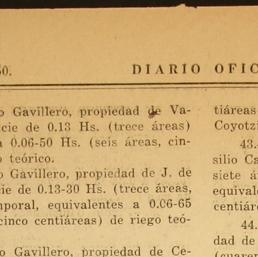 50.
DIARIO OFIC
o Gavillero, propiedad de Va-
cie de 0.13 Hs. (trece áreas)
a 0.06-50 Hs. (seis áreas, cin-
o teórico.
o Gavillero, propiedad de J. de
cie de 0.13-30 Hs. (trece áreas,
mporal, equivalentes a 0.06-65
cinco centiáreas) de riego teó-
o Gavillero, propiedad de Ce-
tiáreas
Coyotzi
43.-
silio Ca
siete á
equivale
centiáre
44.
dad de
(cuaren